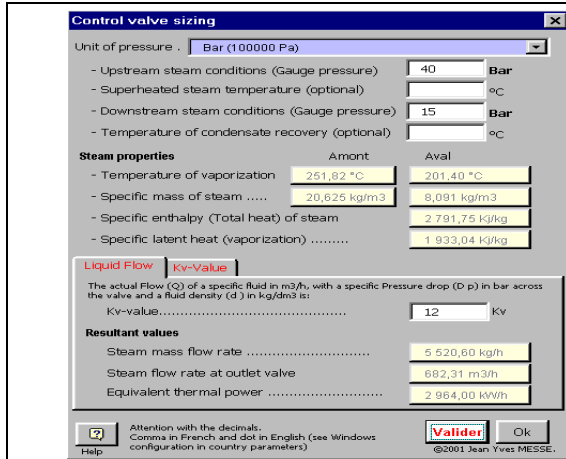 Control valve sizing
Unit of pressure . Bar (100000 Pa)
- Upstream steam conditions (Gauge pressure) 40 Bar
- Superheated steam temperature (optional) °C
- Downstream steam conditions (Gauge pressure) 15 Bar
- Temperature of condensate recovery (optional) °C
Steam properties Amont Aval
- Temperature of vaporization 251,82 °C 201,40 °C
- Specific mass of steam ..... 20,625 kg/m3 8,091 kg/m3
- Specific enthalpy (Total heat) of steam 2 791,75 Kj/kg
- Specific latent heat (vaporization) ......... 1 933,04 Kj/kg
Liquid Flow Kv-Value
The actual Flow (Q) of a specific fluid in m3/h, with a specific Pressure drop (D p) in bar across
the valve and a fluid density (d ) in kg/dm3 is:
Kv-value............................................. 12 Kv
Resultant values
Steam mass flow rate ............................ 5 520,60 kg/h
Steam flow rate at outlet valve 682,31 m3/h
Equivalent thermal power ....................... 2 964,00 kW/h
Help
Attention with the decimals.
Comma in French and dot in English (see Windows
configuration in country parameters)
Valider Ok
©2001 Jean Yves MESSE.